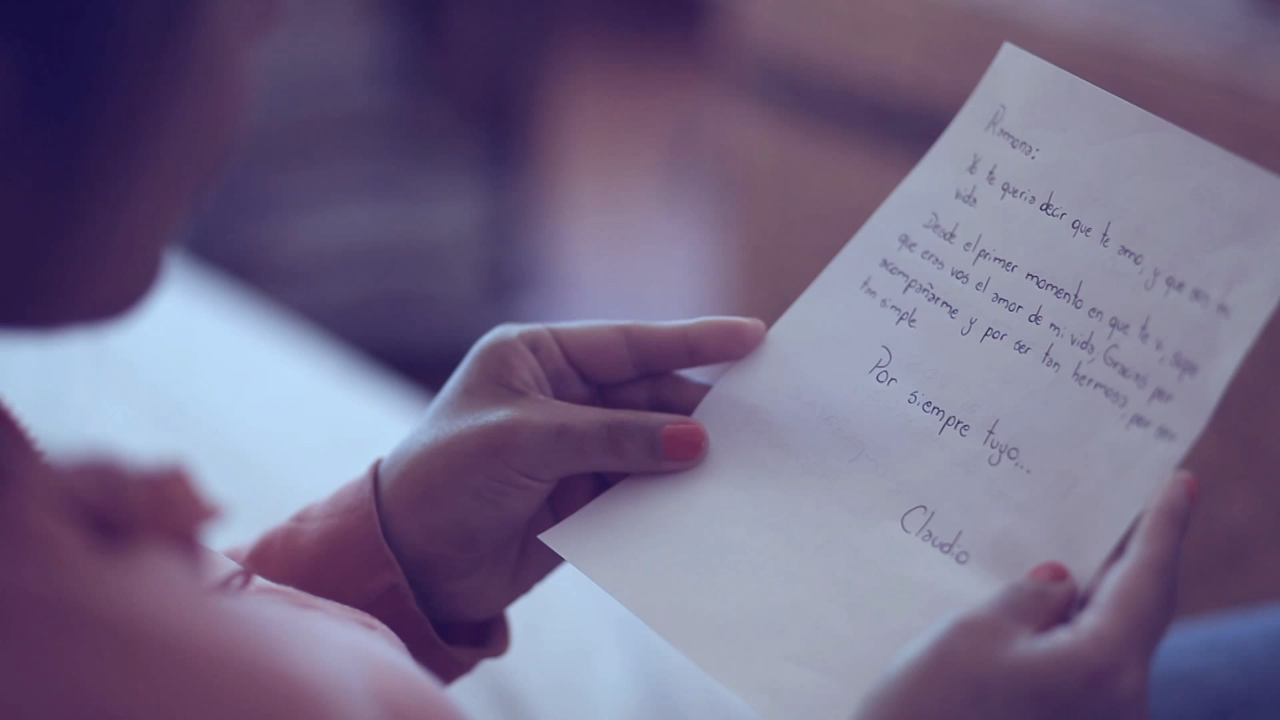 Ramona:
Yo te queria decir que te amo, y que sos mi
vida
Desde el primer momento en que te vi, supe
que eras vos el amor de mi vida, Gracias por
acompañarme y por ser tan hermosa, por ser
tan simple
Por siempre tuyo...
Claudio